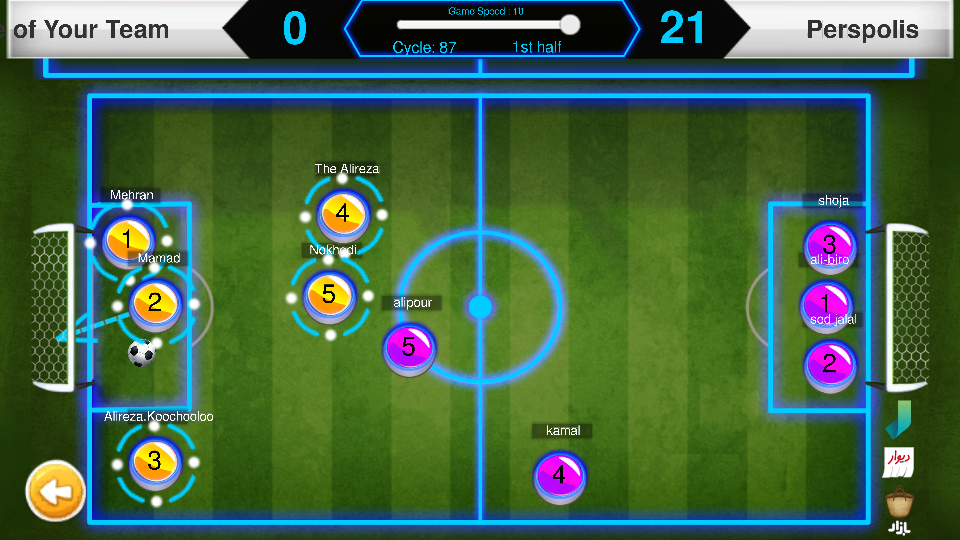 of Your Team
0
Game Speed : 10
Cycle: 87
1st half
21
Perspolis
The Alireza
4
Mehran
1
shoja
3
Nokhodi
5
Mamad
2
ali-biro
1
alipour
5
sod jalal
2
Alireza.Koochooloo
3
kamal
4
دیوار
بازار